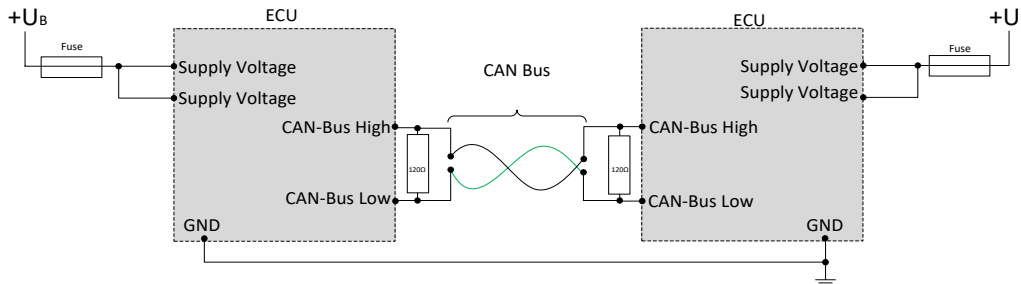 +UB
ECU
ECU
+U
Fuse
Fuse
Supply Voltage
Supply Voltage
CAN Bus
Supply Voltage
Supply Voltage
CAN-Bus High
CAN-Bus High
120Ω
120Ω
CAN-Bus Low
CAN-Bus Low
GND
GND